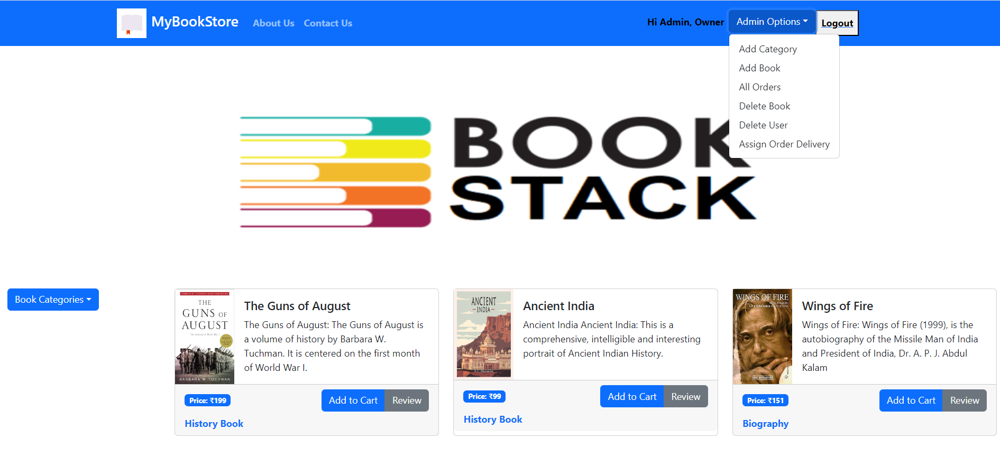 MyBookStore About Us Contact Us Hi Admin, Owner Admin Options Logout
Add Category
Add Book
All Orders
Delete Book
Delete User
Assign Order Delivery
BOOK
STACK
Book Categories
THE
GUNS OF
AUGUST
BARBARA W. TUCHMAN
The Guns of August
The Guns of August: The Guns of August is
a volume of history by Barbara W.
Tuchman. It is centered on the first month
of World War I.
Price: ₹199
Add to Cart Review
History Book
ANCIENT
INDIA
Ancient India
Ancient India Ancient India: This is a
comprehensive, intelligible and interesting
portrait of Ancient Indian History.
Price: ₹99
Add to Cart Review
History Book
WINGS OF FIRE
Wings of Fire
Wings of Fire: Wings of Fire (1999), is the
autobiography of the Missile Man of India
and President of India, Dr. A. P. J. Abdul
Kalam
Price: ₹151
Add to Cart Review
Biography